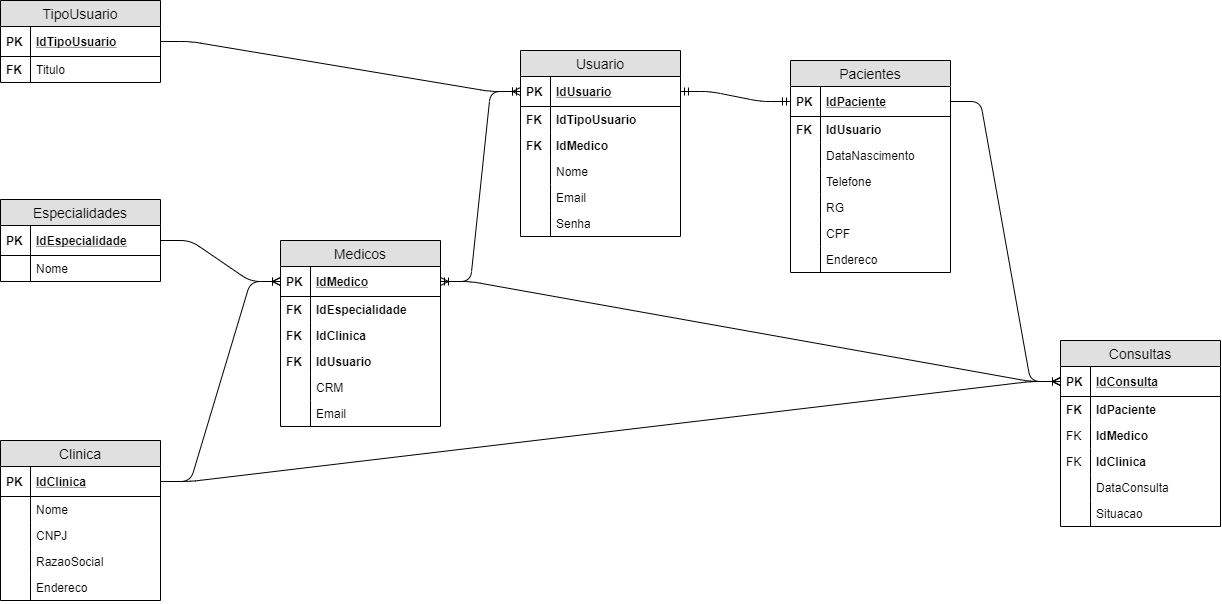 TipoUsuario
PK IdTipoUsuario
FK Titulo
Usuario
PK IdUsuario
FK IdTipoUsuario
FK IdMedico
Nome
Email
Senha
Pacientes
PK IdPaciente
FK IdUsuario
DataNascimento
Telefone
RG
CPF
Endereco
Especialidades
PK IdEspecialidade
Nome
Medicos
PK IdMedico
FK IdEspecialidade
FK IdClinica
FK IdUsuario
CRM
Email
Consultas
PK IdConsulta
FK IdPaciente
FK IdMedico
FK IdClinica
DataConsulta
Situacao
Clinica
PK IdClinica
Nome
CNPJ
RazaoSocial
Endereco